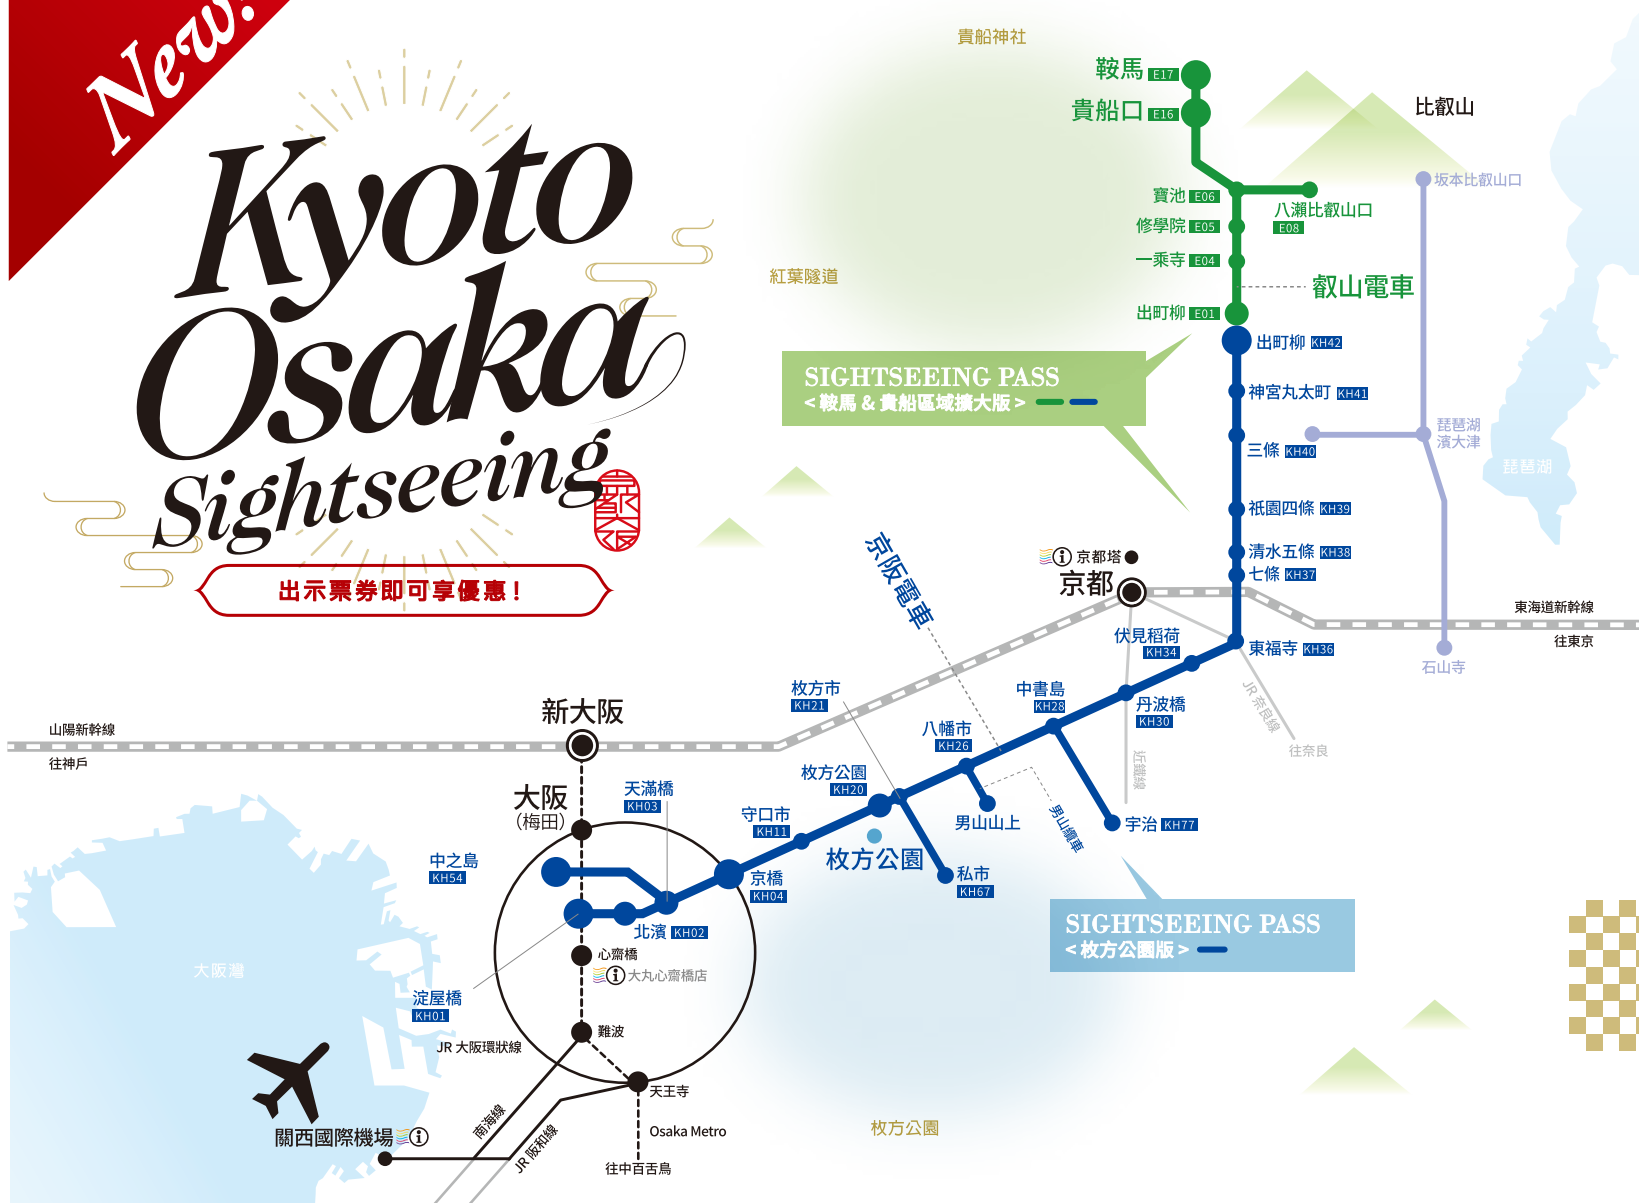 New!
Kyoto
Osaka
Sightseeing
京都
大阪
出示票券即可享優惠！
貴船神社
紅葉隧道
鞍馬 E17
貴船口 E16
寶池 E06
八瀨比叡山口
E08
修學院 E05
一乘寺 E04
叡山電車
出町柳 E01
比叡山
坂本比叡山口
SIGHTSEEING PASS
< 鞍馬 & 貴船區域擴大版 >
出町柳 KH42
神宮丸太町 KH41
三條 KH40
琵琶湖
濱大津
琵琶湖
祇園四條 KH39
清水五條 KH38
七條 KH37
京都塔
京都
京阪電車
東海道新幹線
往東京
石山寺
東福寺 KH36
伏見稻荷
KH34
JR 奈良線
往奈良
近鐵線
丹波橋
KH30
中書島
KH28
宇治 KH77
八幡市
KH26
男山山上
男山纜車
枚方市
KH21
枚方公園
KH20
枚方公園
私市
KH67
SIGHTSEEING PASS
< 枚方公園版 >
枚方公園
守口市
KH11
京橋
KH04
天滿橋
KH03
北濱 KH02
淀屋橋
KH01
中之島
KH54
山陽新幹線
往神戶
新大阪
大阪
(梅田)
心齋橋
大丸心齋橋店
難波
JR 大阪環狀線
天王寺
Osaka Metro
往中百舌鳥
南海線
JR 阪和線
關西國際機場
大阪灣